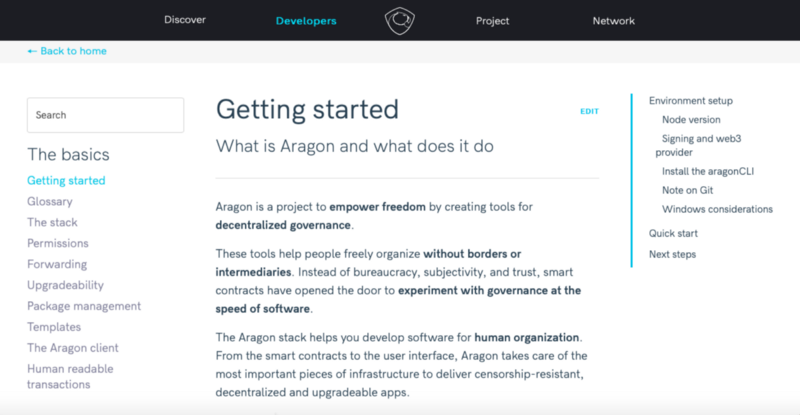 Discover
Developers
Project
Network
← Back to home
Search
The basics
Getting started
Glossary
The stack
Permissions
Forwarding
Upgradeability
Package management
Templates
The Aragon client
Human readable
transactions
Getting started
EDIT
What is Aragon and what does it do
Aragon is a project to empower freedom by creating tools for
decentralized governance.
These tools help people freely organize without borders or
intermediaries. Instead of bureaucracy, subjectivity, and trust, smart
contracts have opened the door to experiment with governance at the
speed of software.
The Aragon stack helps you develop software for human organization.
From the smart contracts to the user interface, Aragon takes care of the
most important pieces of infrastructure to deliver censorship-resistant,
decentralized and upgradeable apps.
Environment setup
Node version
Signing and web3
provider
Install the aragonCLI
Note on Git
Windows considerations
Quick start
Next steps